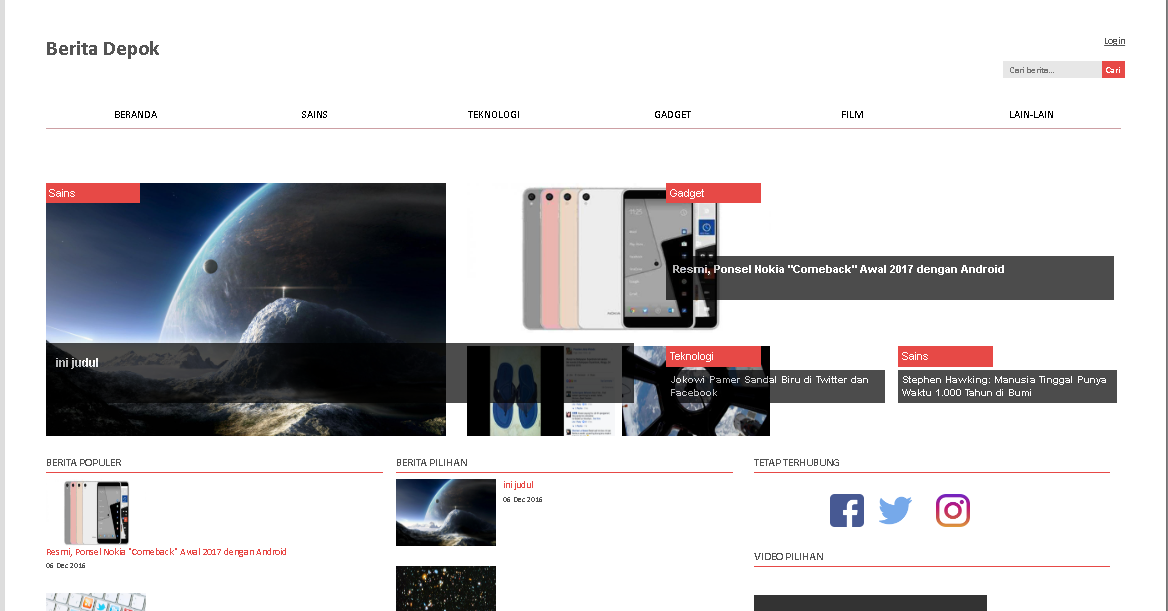 Berita Depok
Login
Cari berita...
Cari
BERANDA
SAINS
TEKNOLOGI
GADGET
FILM
LAIN-LAIN
Sains
ini judul
Gadget
Resmi, Ponsel Nokia "Comeback" Awal 2017 dengan Android
Teknologi
Jokowi Pamer Sandal Biru di Twitter dan
Facebook
Sains
Stephen Hawking: Manusia Tinggal Punya
Waktu 1.000 Tahun di Bumi
BERITA POPULER
Resmi, Ponsel Nokia "Comeback" Awal 2017 dengan Android
06 Dec 2016
BERITA PILIHAN
ini judul
06 Dec 2016
TETAP TERHUBUNG
VIDEO PILIHAN